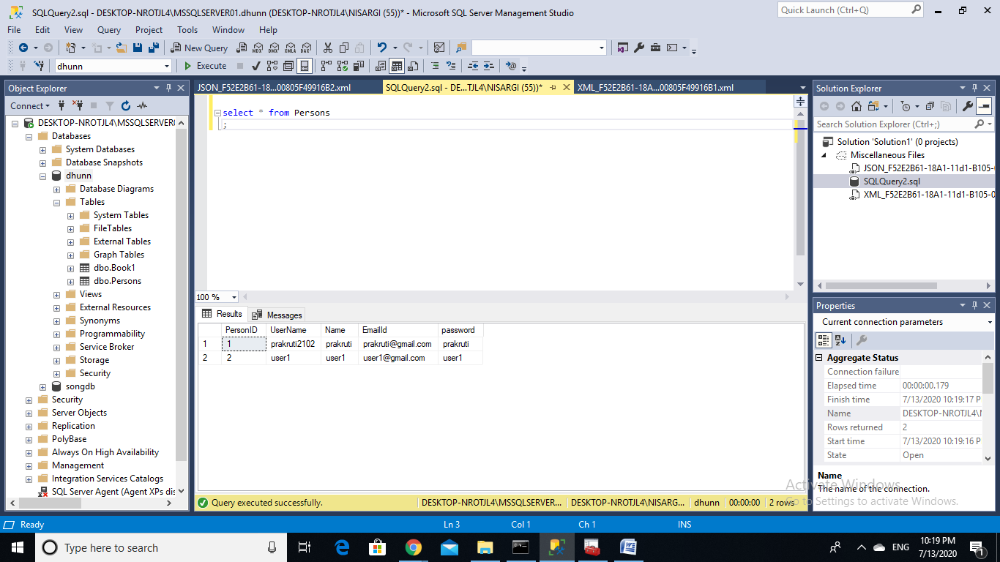 SQLQuery2.sql - DESKTOP-NROTJL4\MSSQLSERVER01.dhunn (DESKTOP-NROTJL4\NISARGI (55))* - Microsoft SQL Server Management Studio
Quick Launch (Ctrl+Q)
File Edit View Query Project Tools Window Help
New Query MDX DMX XMLA DAX
dhunn Execute
Object Explorer
Connect
DESKTOP-NROTJL4\MSSQLSERVER(
Databases
System Databases
Database Snapshots
dhunn
Database Diagrams
Tables
System Tables
FileTables
External Tables
Graph Tables
dbo.Book1
dbo.Persons
Views
External Resources
Synonyms
Programmability
Service Broker
Storage
Security
songdb
Security
Server Objects
Replication
PolyBase
Always On High Availability
Management
Integration Services Catalogs
SQL Server Agent (Agent XPs dis
JSON_F52E2B61-18...00805F49916B2.xml SQLQuery2.sql - DE...TJL4\NISARGI (55))* XML_F52E2B61-18A...00805F49916B1.xml
select * from Persons
;
100 %
Results Messages
PersonID UserName Name EmailId password
1 1 prakruti2102 prakruti prakruti@gmail.com prakruti
2 2 user1 user1 user1@gmail.com user1
Query executed successfully. DESKTOP-NROTJL4\MSSQLSERVER... DESKTOP-NROTJL4\NISARG... dhunn 00:00:00 2 rows
Solution Explorer
Search Solution Explorer (Ctrl+;)
Solution 'Solution1' (0 projects)
Miscellaneous Files
JSON_F52E2B61-18A1-11d1-B105-
SQLQuery2.sql
XML_F52E2B61-18A1-11d1-B105-0
Properties
Current connection parameters
Aggregate Status
Connection failure
Elapsed time 00:00:00.179
Finish time 7/13/2020 10:19:17 P
Name DESKTOP-NROTJL4\
Rows returned 2
Start time 7/13/2020 10:19:16 P
State Open
Name
The name of the connection.
Activate Windows
Go to Settings to activate Windows.
Ready Ln 3 Col 1 Ch 1 INS
Type here to search
ENG
10:19 PM
7/13/2020
1